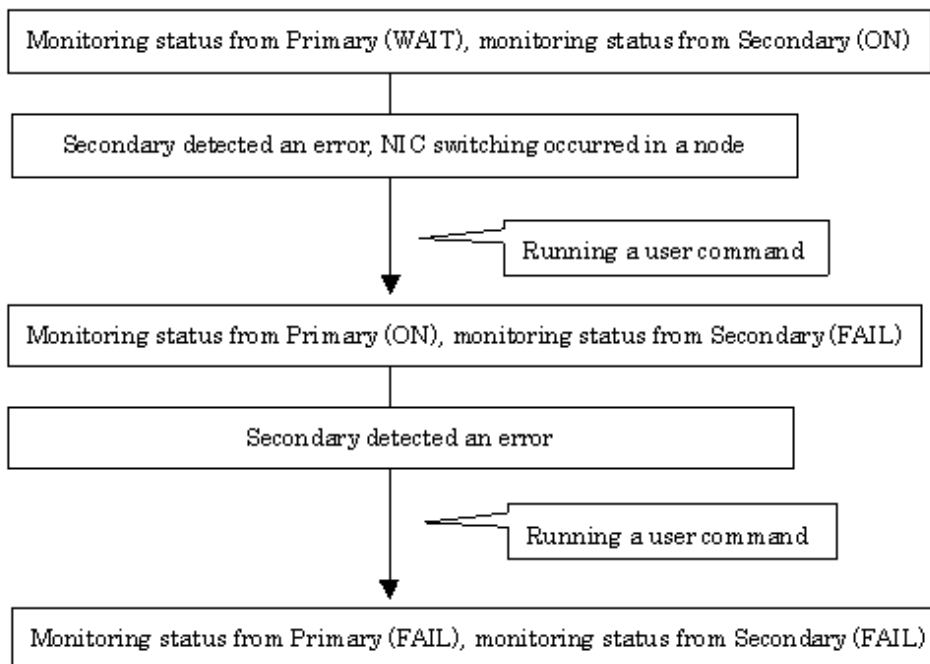 Monitoring status from Primary (WAIT), monitoring status from Secondary (ON)
Secondary detected an error, NIC switching occurred in a node
Running a user command
Monitoring status from Primary (ON), monitoring status from Secondary (FAIL)
Secondary detected an error
Running a user command
Monitoring status from Primary (FAIL), monitoring status from Secondary (FAIL)